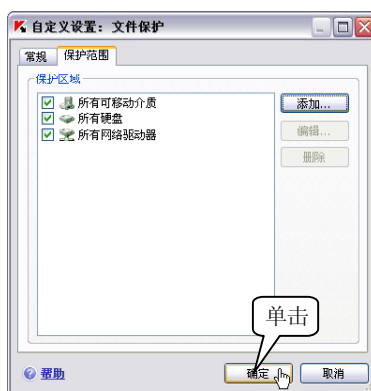 自定义设置：文件保护
常规 保护范围
保护区域
所有可移动介质
所有硬盘
所有网络驱动器
添加...
编辑...
删除
单击
帮助
确定
取消